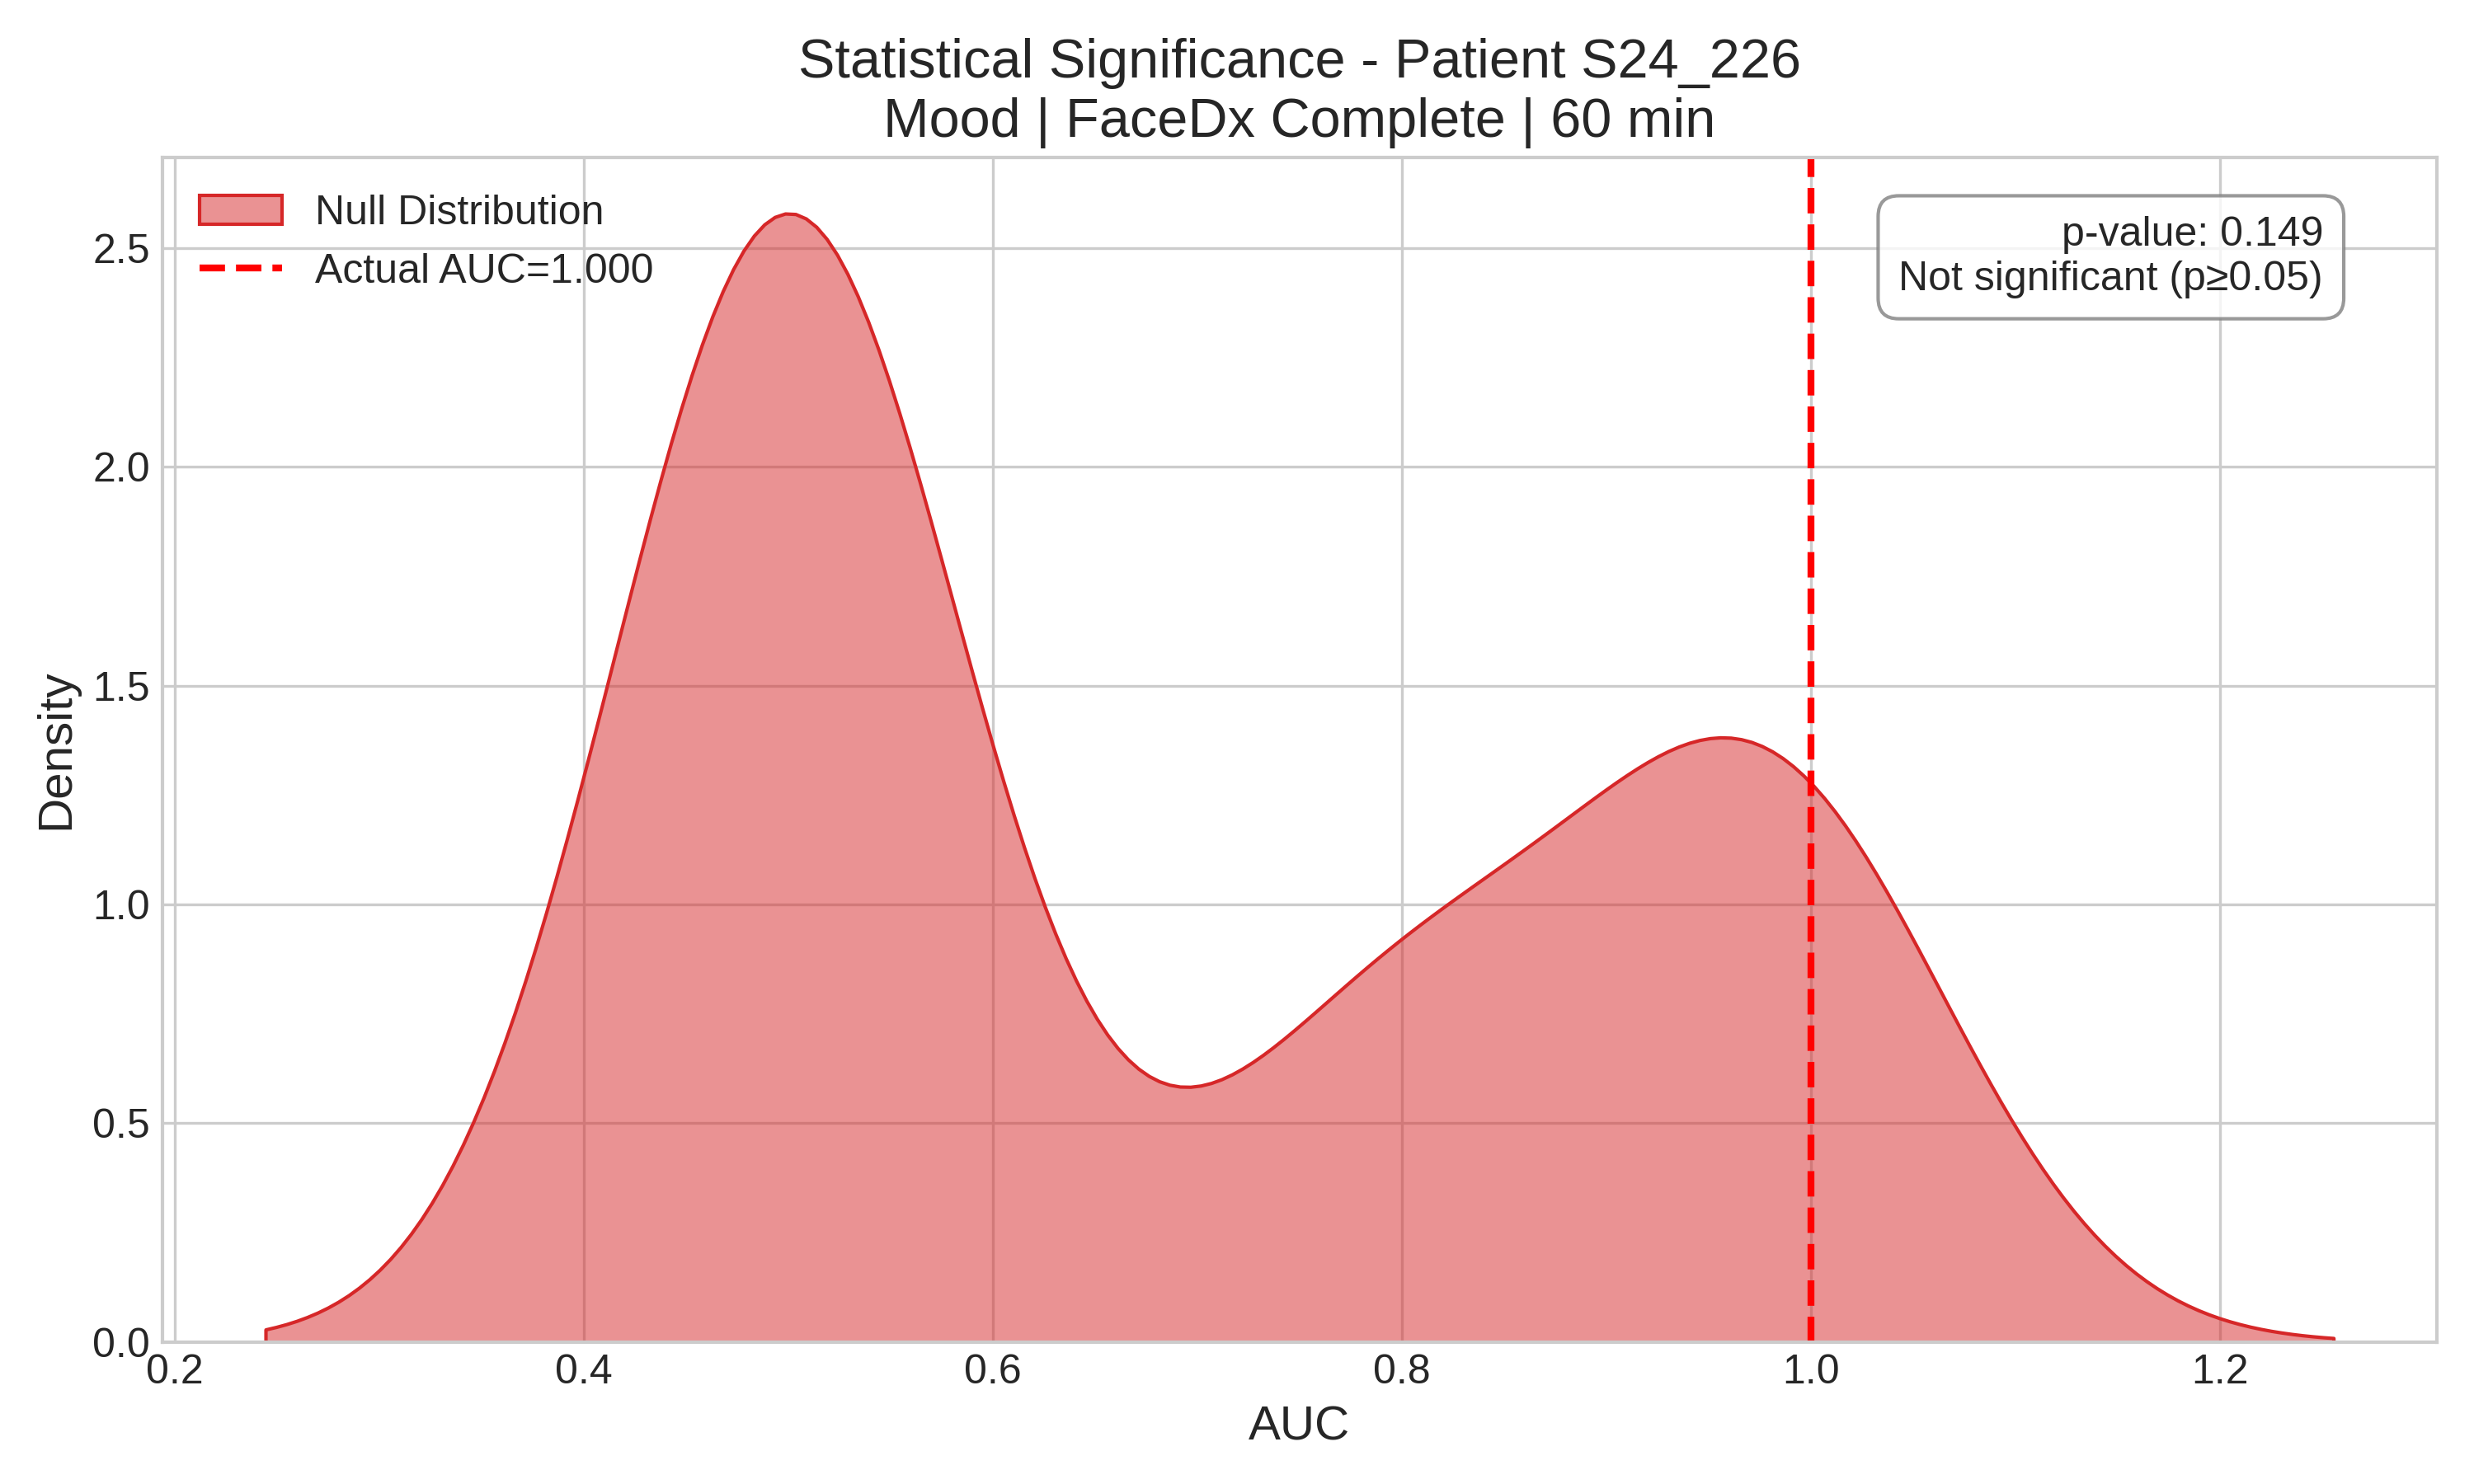 Statistical Significance - Patient S24_226
Mood | FaceDx Complete | 60 min
Null Distribution
Actual AUC=1.000
p-value: 0.149
Not significant (p≥0.05)
Density
2.5
2.0
1.5
1.0
0.5
0.0
0.2 0.4 0.6 0.8 1.0 1.2
AUC